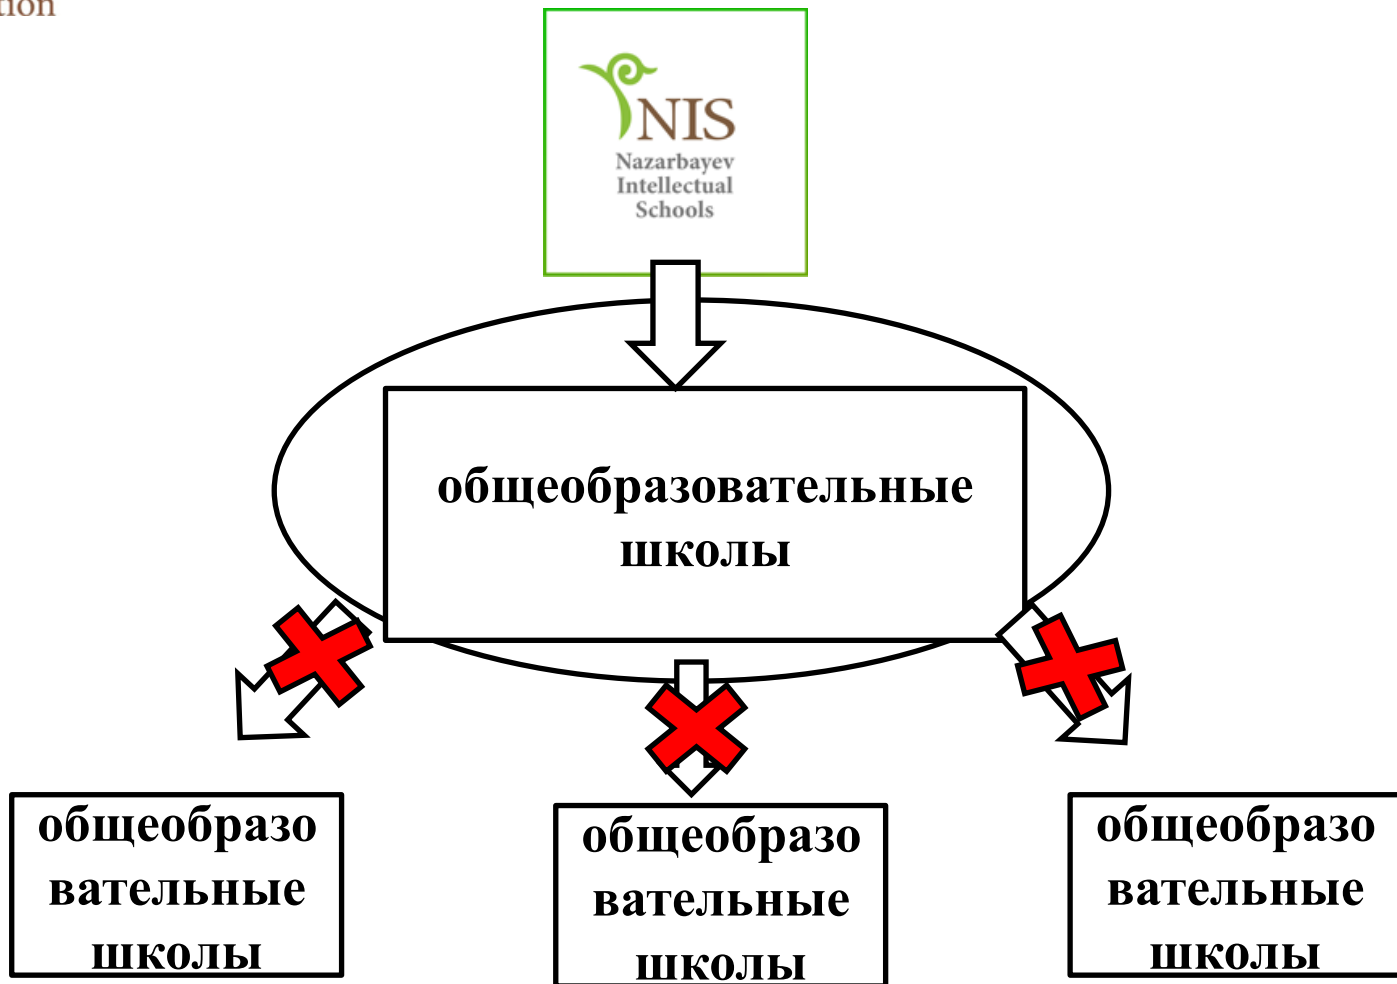 NIS
Nazarbayev
Intellectual
Schools
общеобразовательные
школы
общеобразо
вательные
школы
общеобразо
вательные
школы
общеобразо
вательные
школы